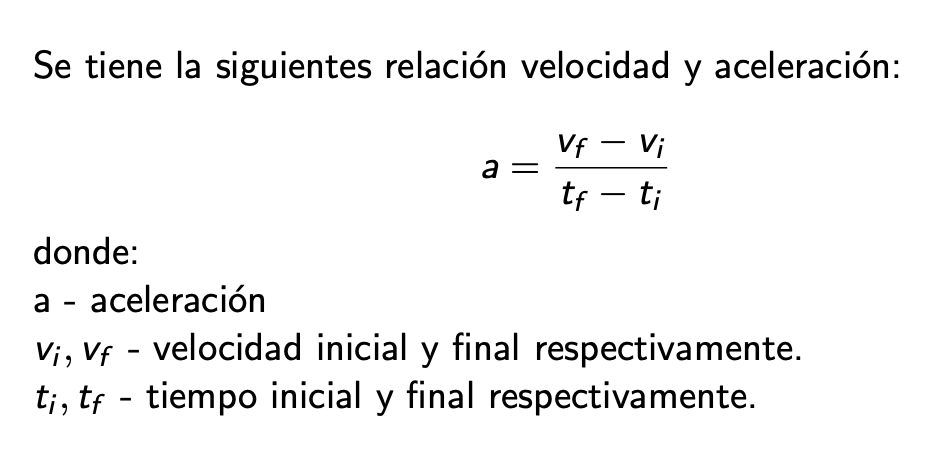 Se tiene la siguientes relación velocidad y aceleración:
a = \frac{v_f - v_i}{t_f - t_i}
donde:
a - aceleración
v_i, v_f - velocidad inicial y final respectivamente.
t_i, t_f - tiempo inicial y final respectivamente.